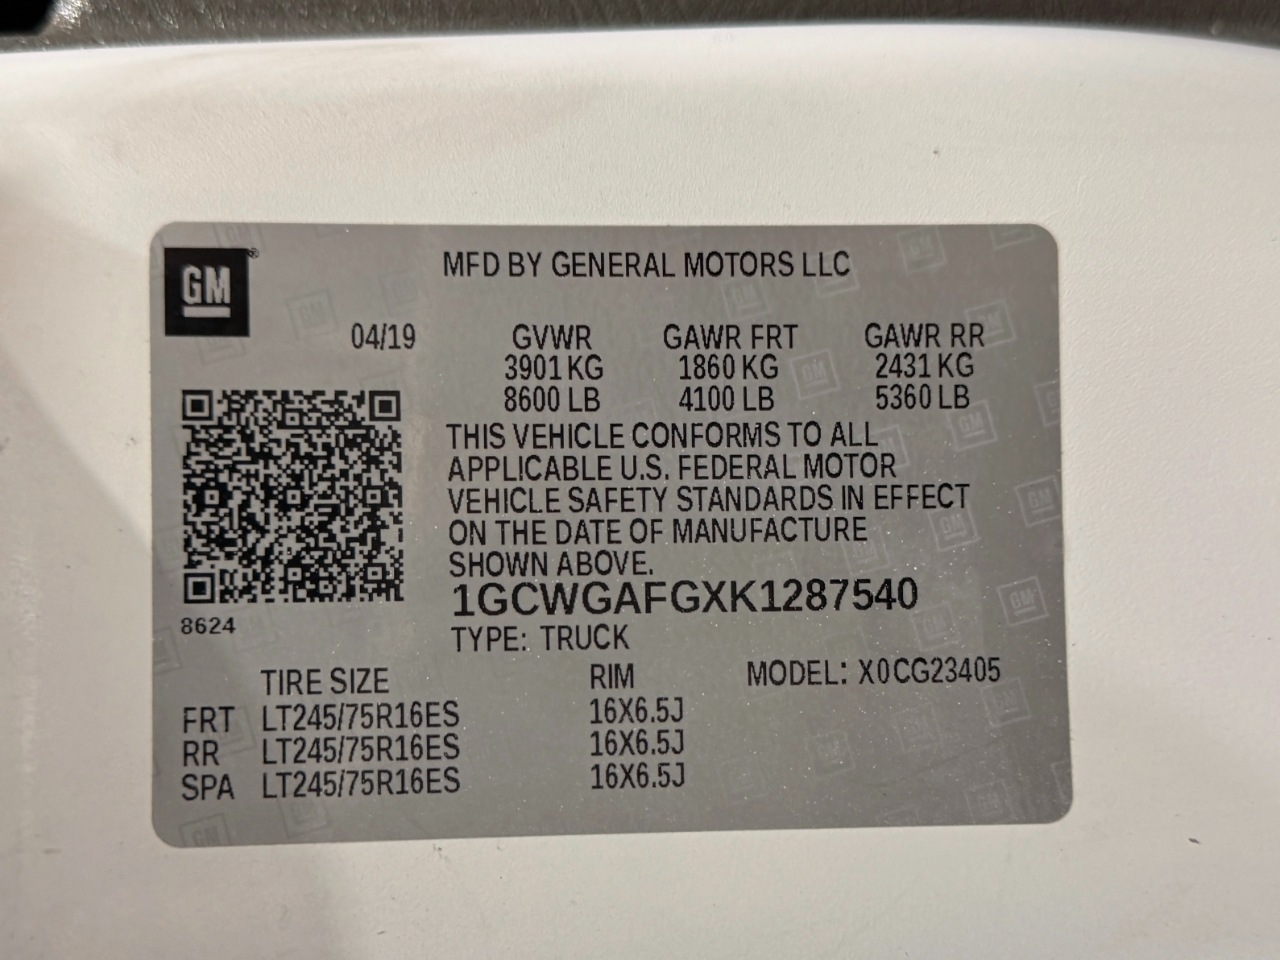 GM
MFD BY GENERAL MOTORS LLC
04/19 GVWR GAWR FRT GAWR RR
3901 KG 1860 KG 2431 KG
8600 LB 4100 LB 5360 LB
THIS VEHICLE CONFORMS TO ALL
APPLICABLE U.S. FEDERAL MOTOR
VEHICLE SAFETY STANDARDS IN EFFECT
ON THE DATE OF MANUFACTURE
SHOWN ABOVE.
1GCWGAFGXK1287540
8624
TYPE: TRUCK
TIRE SIZE RIM MODEL: X0CG23405
FRT LT245/75R16ES 16X6.5J
RR LT245/75R16ES 16X6.5J
SPA LT245/75R16ES 16X6.5J